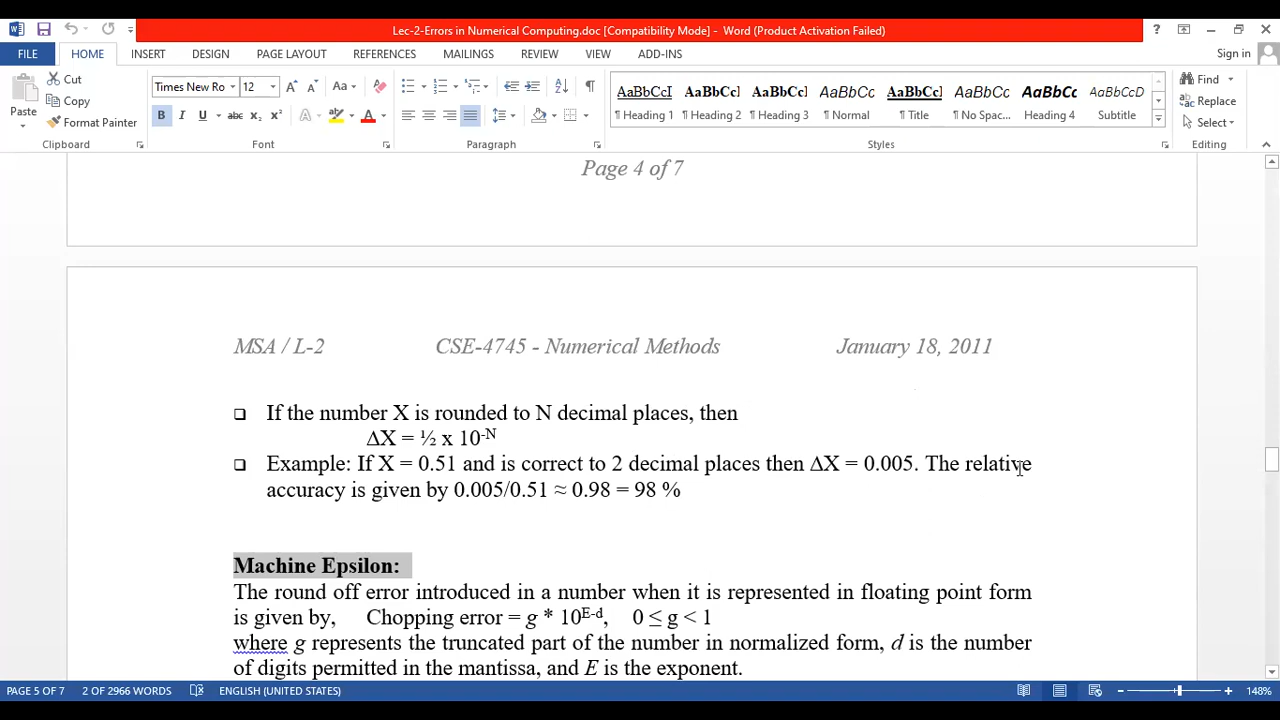 Lec-2-Errors in Numerical Computing.doc [Compatibility Mode] - Word (Product Activation Failed)
FILE HOME INSERT DESIGN PAGE LAYOUT REFERENCES MAILINGS REVIEW VIEW ADD-INS Sign in
Paste Cut Copy Format Painter
Times New Ro 12
AaBbCcI AaBbCcl AaBbCcl AaBbCc AaBbCcl AaBbCc AaBbCc AaBbCcD
¶ Heading 1 ¶ Heading 2 ¶ Heading 3 ¶ Normal ¶ Title ¶ No Spac... Heading 4 Subtitle
Find Replace Select
Clipboard Font Paragraph Styles Editing
Page 4 of 7
MSA / L-2 CSE-4745 - Numerical Methods January 18, 2011
If the number X is rounded to N decimal places, then
ΔX = ½ x 10⁻ᴺ
Example: If X = 0.51 and is correct to 2 decimal places then ΔX = 0.005. The relative
accuracy is given by 0.005/0.51 ≈ 0.98 = 98 %
Machine Epsilon:
The round off error introduced in a number when it is represented in floating point form
is given by, Chopping error = g * 10^E-d, 0 ≤ g < 1
where g represents the truncated part of the number in normalized form, d is the number
of digits permitted in the mantissa, and E is the exponent.
PAGE 5 OF 7 2 OF 2966 WORDS ENGLISH (UNITED STATES) 148%